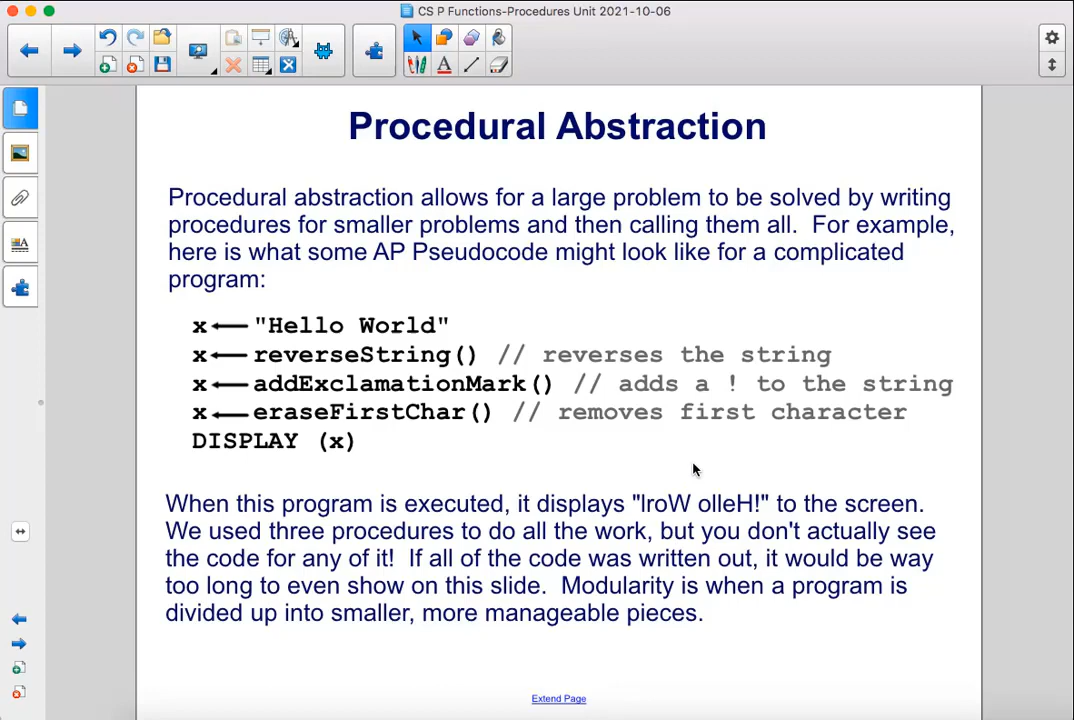 CS P Functions-Procedures Unit 2021-10-06
Procedural Abstraction
Procedural abstraction allows for a large problem to be solved by writing
procedures for smaller problems and then calling them all.  For example,
here is what some AP Pseudocode might look like for a complicated
program:
x⟵"Hello World"
x⟵reverseString() // reverses the string
x⟵addExclamationMark() // adds a ! to the string
x⟵eraseFirstChar() // removes first character
DISPLAY (x)
When this program is executed, it displays "lroW olleH!" to the screen.
We used three procedures to do all the work, but you don't actually see
the code for any of it!  If all of the code was written out, it would be way
too long to even show on this slide.  Modularity is when a program is
divided up into smaller, more manageable pieces.
Extend Page